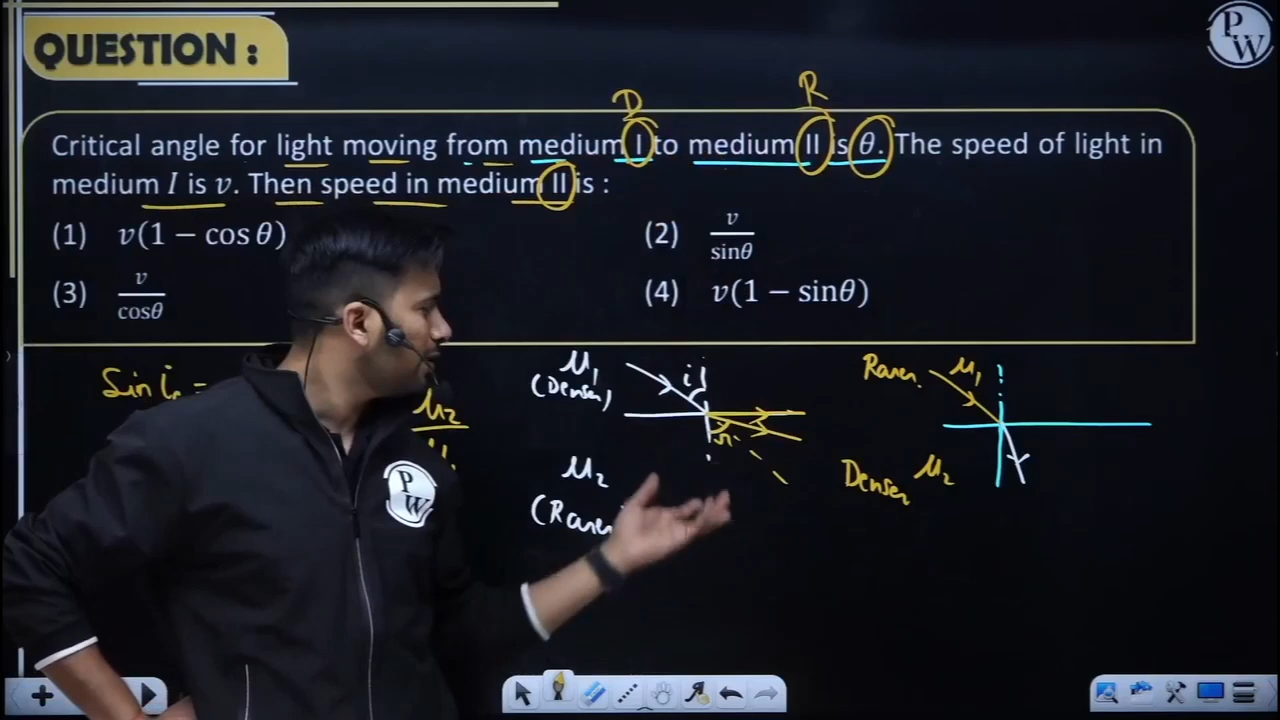 QUESTION :
P
W
D
R
Critical angle for light moving from medium I to medium II is θ. The speed of light in
medium I is v. Then speed in medium II is :
(1) v(1 − cos θ)
(2) v/sinθ
(3) v/cosθ
(4) v(1 − sinθ)
Sin ic =
μ2
μ1
(Denser)
i
r
μ2
(Rarer
Rarer
μ1
Denser μ2
P
W